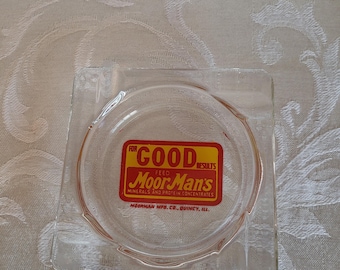 FOR GOOD RESULTS
FEED
MoorMan's
MINERALS AND PROTEIN CONCENTRATES
MOORMAN MFG. CO., QUINCY, ILL.